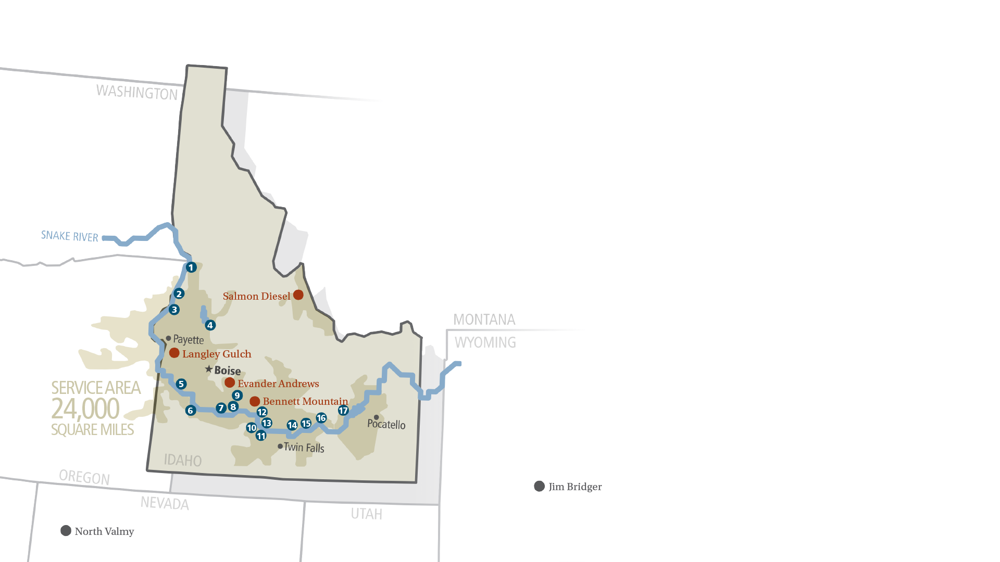 WASHINGTON
SNAKE RIVER
1
2
Salmon Diesel
3
4
MONTANA
Payette
WYOMING
Langley Gulch
Boise
5
Evander Andrews
SERVICE AREA
24,000
SQUARE MILES
9
Bennett Mountain
6
7
8
12
17
10
13
14
15
16
11
Pocatello
Twin Falls
IDAHO
OREGON
Jim Bridger
NEVADA
UTAH
North Valmy